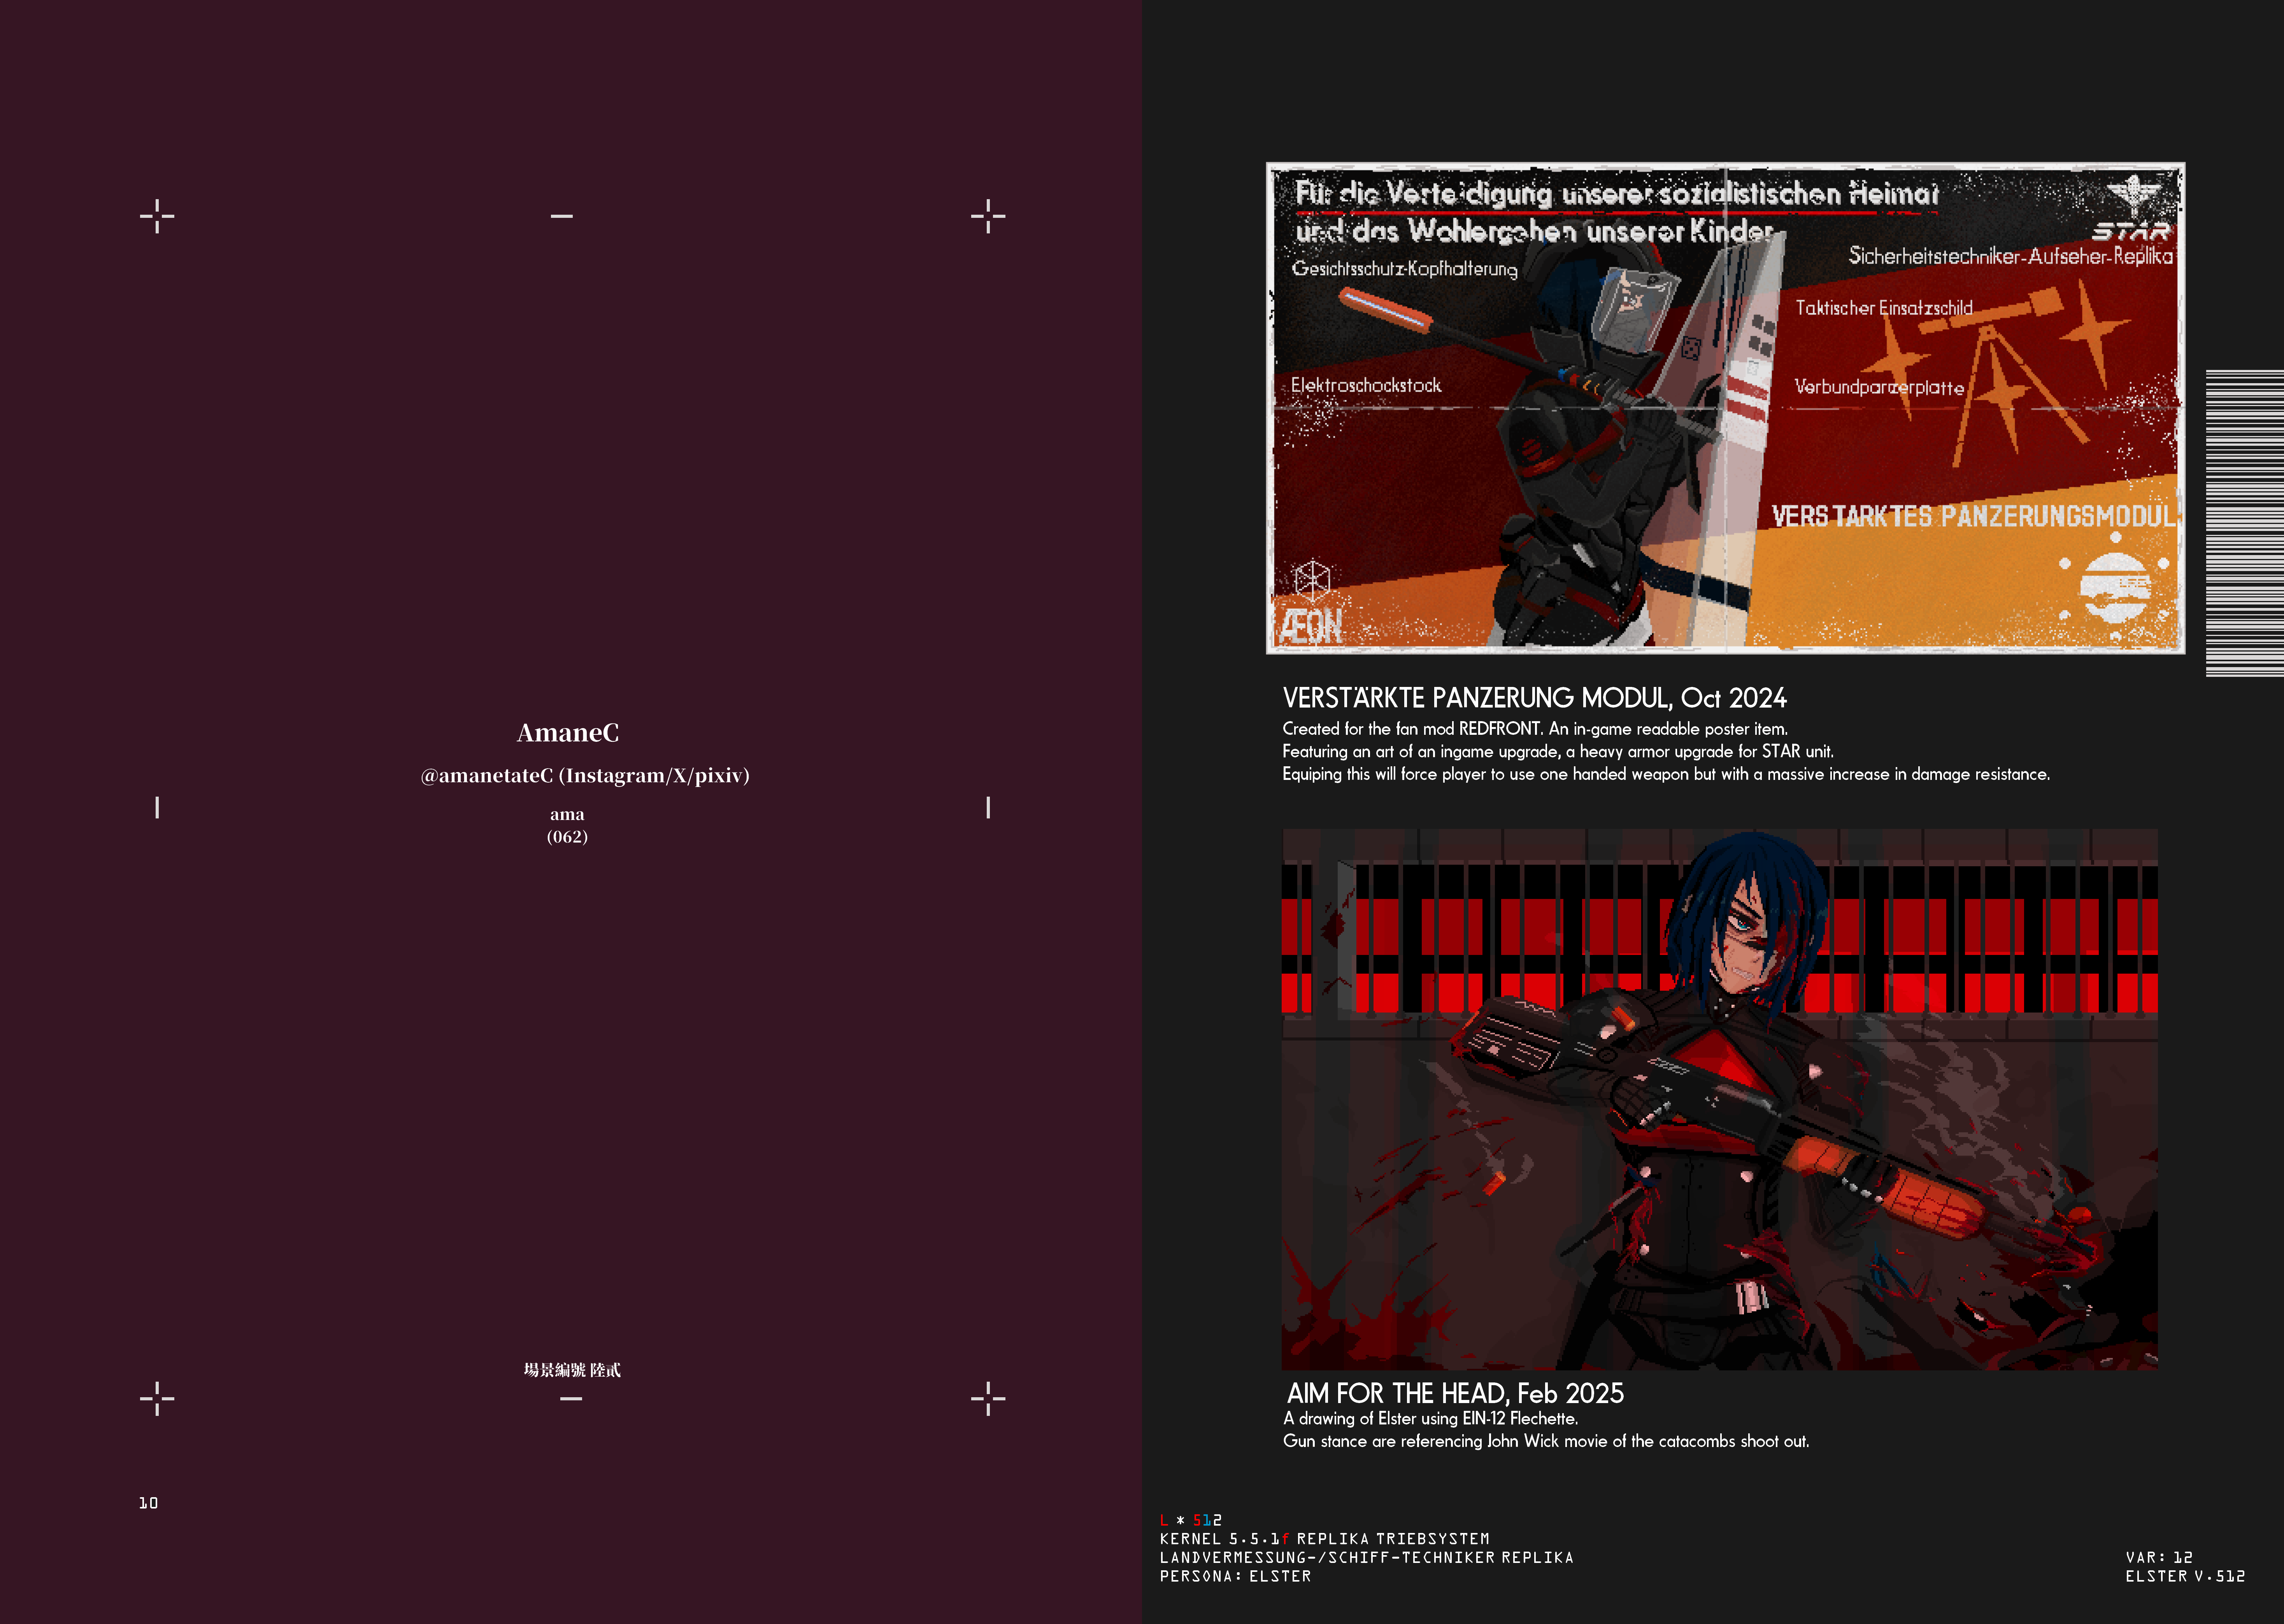 AmaneC
@amanetateC (Instagram/X/pixiv)
ama
(062)
場景編號 陸貳
10
Für die Verteidigung unserer sozialistischen Heimat
und das Wohlergehen unserer Kinder
STAR
Sicherheitstechniker-Aufseher-Replika
Gesichtsschutz-Kopfhalterung
Taktischer Einsatzschild
Elektroschockstock
Verbundpanzerplatte
VERSTARKTES PANZERUNGSMODUL
ÆON
VERSTÄRKTE PANZERUNG MODUL, Oct 2024
Created for the fan mod REDFRONT. An in-game readable poster item.
Featuring an art of an ingame upgrade, a heavy armor upgrade for STAR unit.
Equiping this will force player to use one handed weapon but with a massive increase in damage resistance.
AIM FOR THE HEAD, Feb 2025
A drawing of Elster using EIN-12 Flechette.
Gun stance are referencing John Wick movie of the catacombs shoot out.
L * 512
KERNEL 5.5.1f REPLIKA TRIEBSYSTEM
LANDVERMESSUNG-/SCHIFF-TECHNIKER REPLIKA
PERSONA: ELSTER
VAR: 12
ELSTER V.512